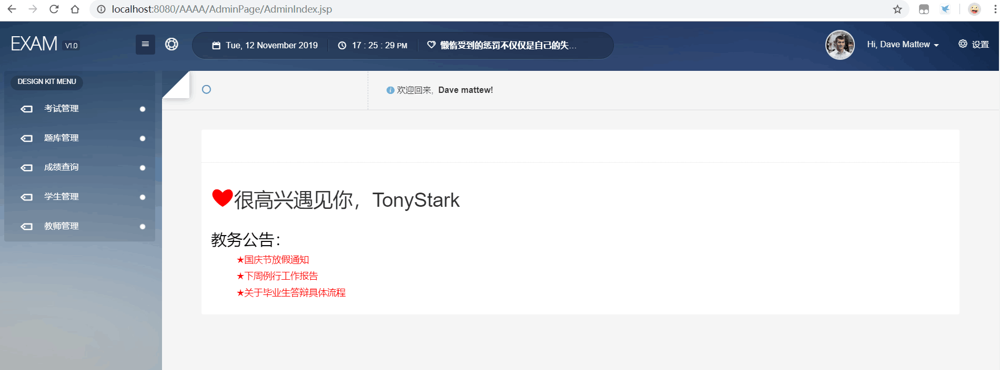 localhost:8080/AAAA/AdminPage/AdminIndex.jsp
EXAM V1.0
Tue, 12 November 2019
17 : 25 : 29 PM
懒惰受到的惩罚不仅仅是自己的失…
Hi, Dave Mattew
设置
DESIGN KIT MENU
考试管理
题库管理
成绩查询
学生管理
教师管理
欢迎回来, Dave mattew!
很高兴遇见你，TonyStark
教务公告：
★国庆节放假通知
★下周例行工作报告
★关于毕业生答辩具体流程